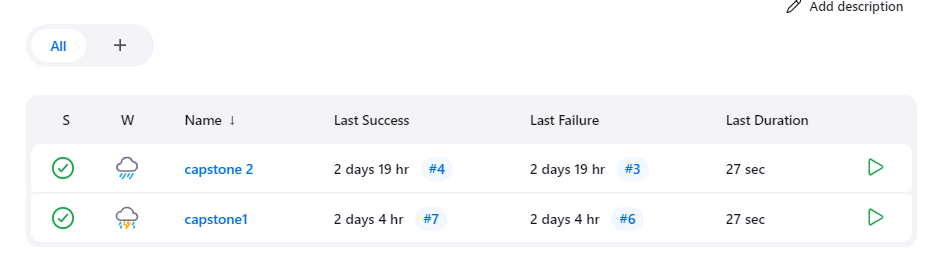 Add description
All +
S W Name ↓ Last Success Last Failure Last Duration
capstone 2 2 days 19 hr #4 2 days 19 hr #3 27 sec
capstone1 2 days 4 hr #7 2 days 4 hr #6 27 sec